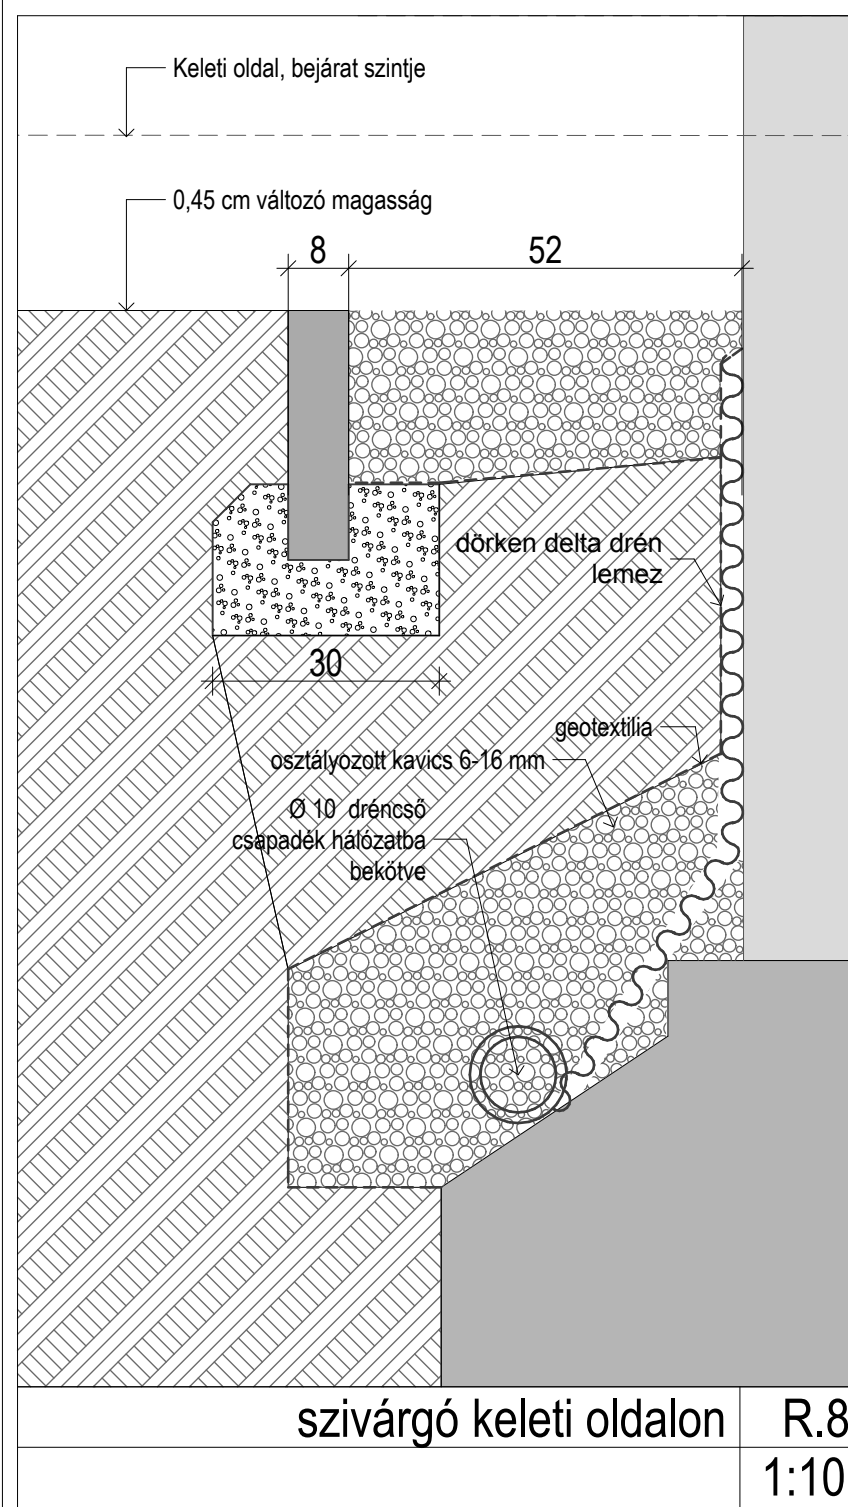 Keleti oldal, bejárat szintje
0,45 cm változó magasság
8
52
dörken delta drén
lemez
30
geotextilia
osztályozott kavics 6-16 mm
Ø 10 dréncső
csapadék hálózatba
bekötve
szivárgó keleti oldalon
R.8
1:10